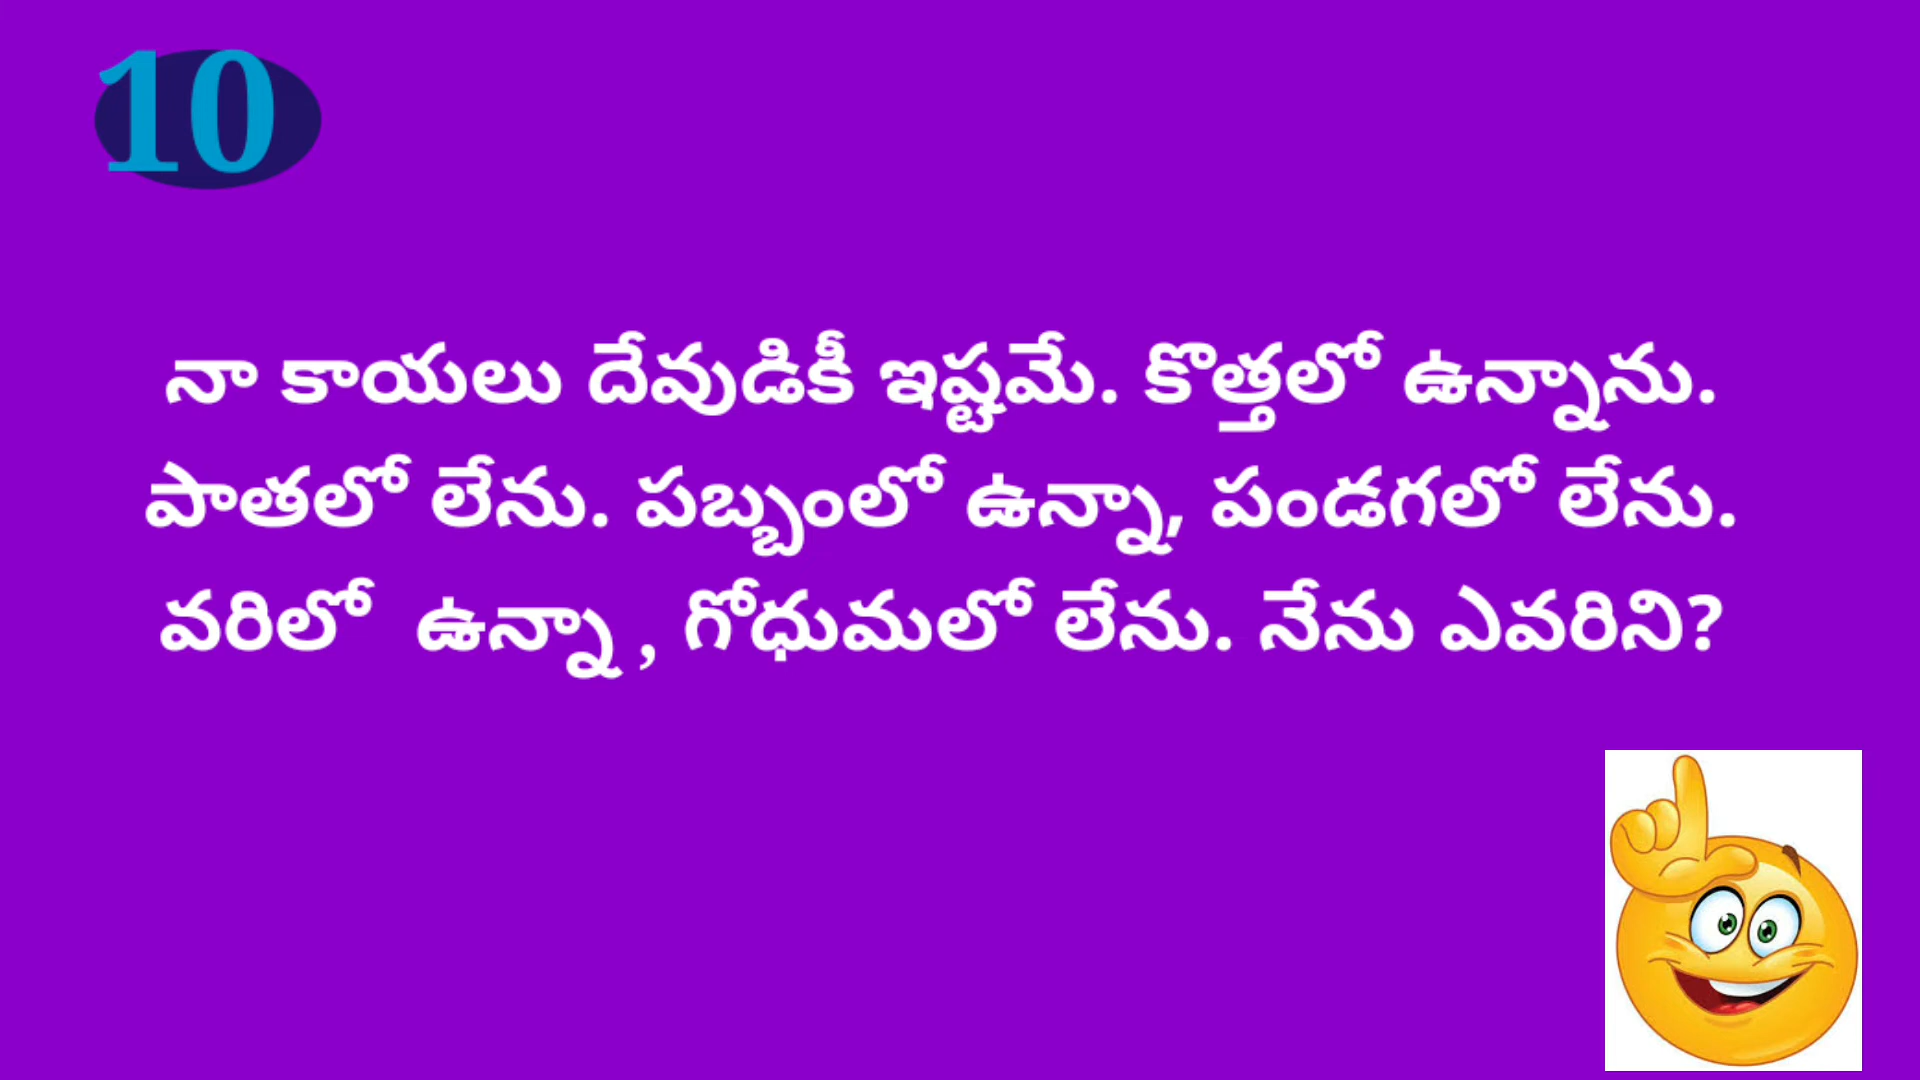 10
నా కాయలు దేవుడికీ ఇష్టమే. కొత్తలో ఉన్నాను.
పాతలో లేను. పబ్బంలో ఉన్నా, పండగలో లేను.
వరిలో ఉన్నా , గోధుమలో లేను. నేను ఎవరిని?